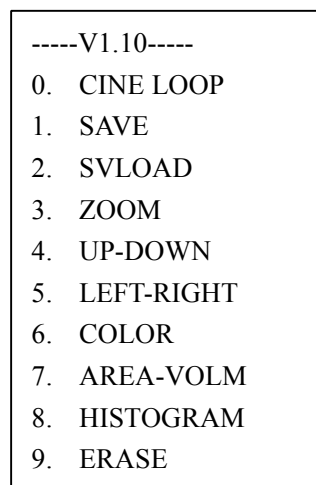 -----V1.10-----
0. CINE LOOP
1. SAVE
2. SVLOAD
3. ZOOM
4. UP-DOWN
5. LEFT-RIGHT
6. COLOR
7. AREA-VOLM
8. HISTOGRAM
9. ERASE